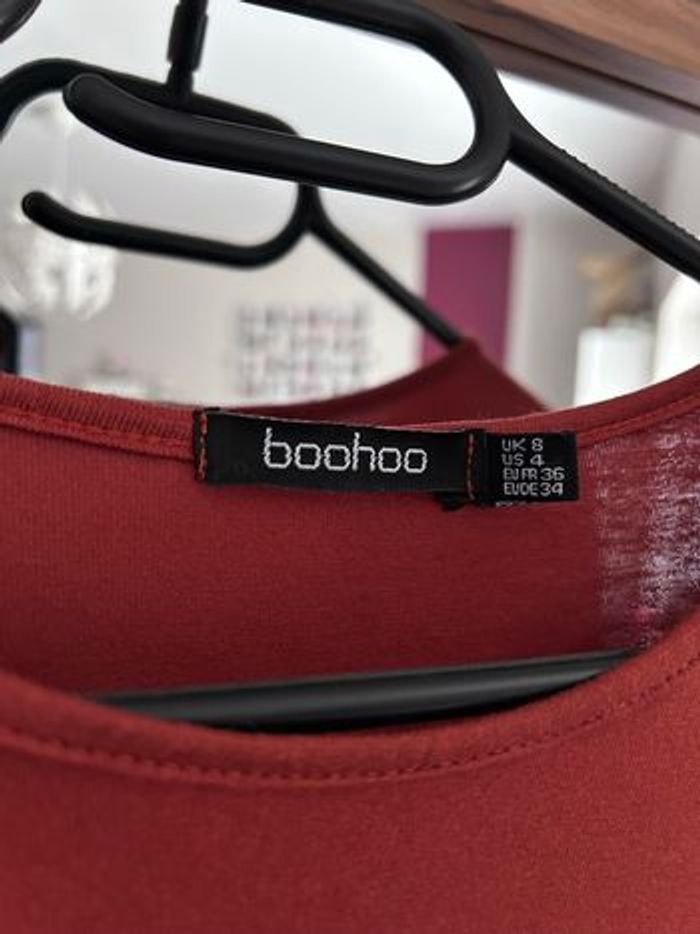 boohoo
UK 8
US 4
EU FR 36
EU DE 34